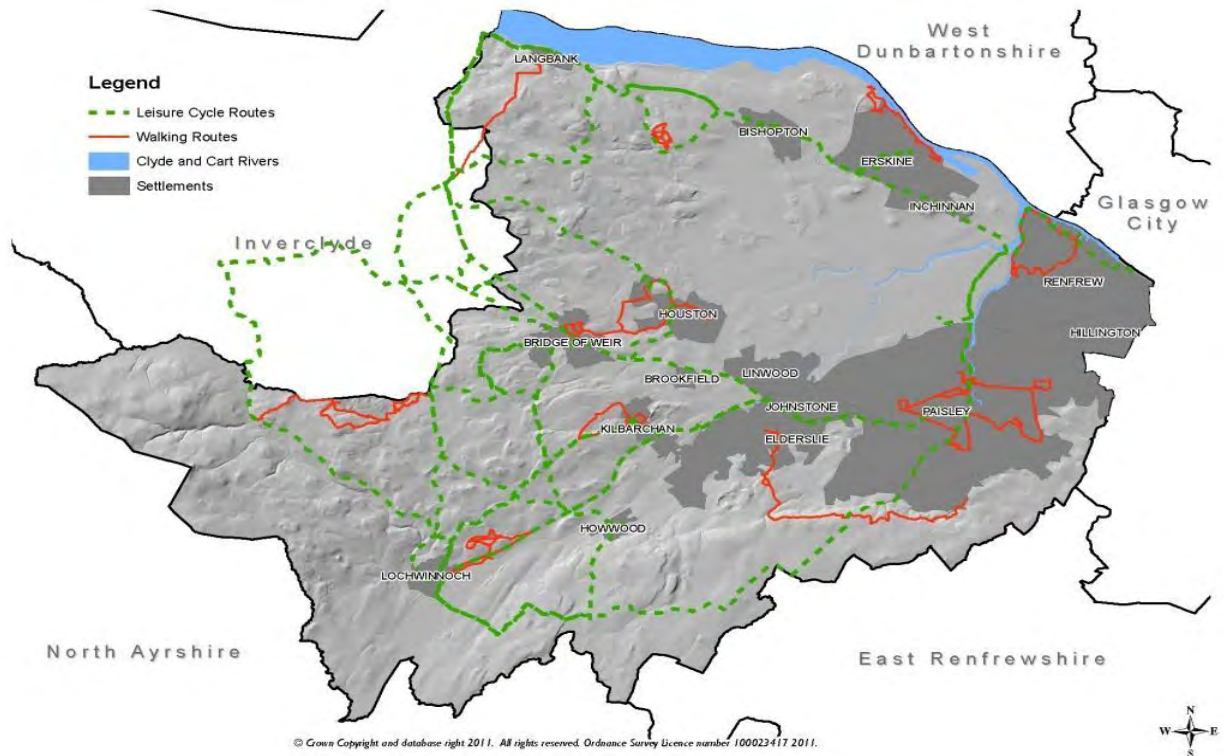 West
Dunbartonshire
LANGBANK
Legend
Leisure Cycle Routes
Walking Routes
Clyde and Cart Rivers
Settlements
BISHOPTON
ERSKINE
INCHINNAN
Glasgow
City
Inverclyde
RENFREW
HOUSTON
HILLINGTON
BRIDGE OF WEIR
LINWOOD
BROOKFIELD
JOHNSTONE
PAISLEY
KILBARCHAN
ELDERSLIE
HOWWOOD
LOCHWINNOCH
North Ayrshire
East Renfrewshire
N
W E
S
© Crown Copyright and database right 2011. All rights reserved. Ordnance Survey Licence number 100023417 2011.